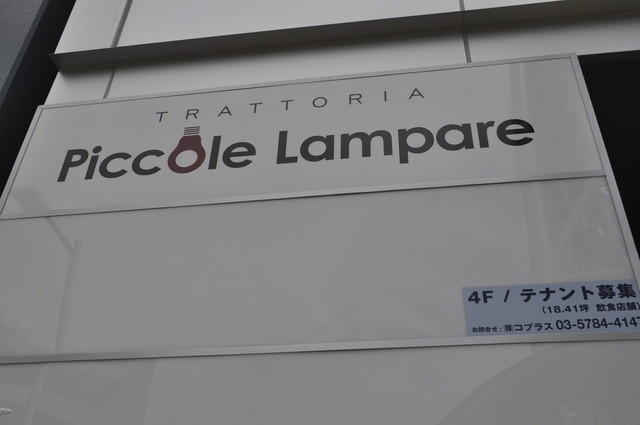 TRATTORIA
Piccole Lampare
4F / テナント募集
(18.41坪 飲食店舗)
お問合せ：㈱コプラス 03-5784-4147